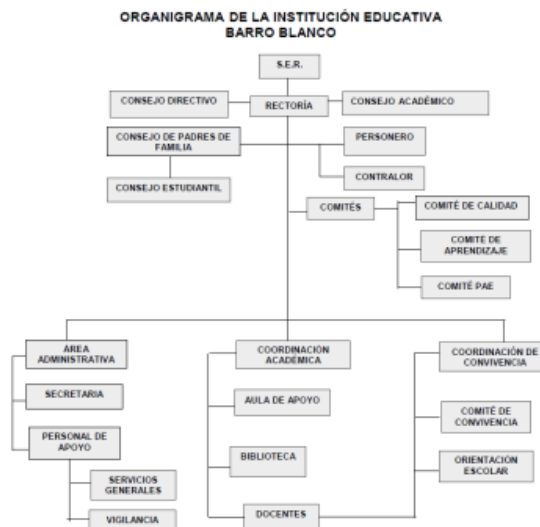 ORGANIGRAMA DE LA INSTITUCIÓN EDUCATIVA
BARRO BLANCO
S.E.R.
CONSEJO DIRECTIVO
RECTORÍA
CONSEJO ACADÉMICO
CONSEJO DE PADRES DE
FAMILIA
PERSONERO
CONSEJO ESTUDIANTIL
CONTRALOR
COMITÉS
COMITÉ DE CALIDAD
COMITÉ DE
APRENDIZAJE
COMITÉ PAE
AREA
ADMINISTRATIVA
COORDINACIÓN
ACADÉMICA
COORDINACIÓN DE
CONVIVENCIA
SECRETARIA
AULA DE APOYO
COMITÉ DE
CONVIVENCIA
PERSONAL DE
APOYO
BIBLIOTECA
ORIENTACIÓN
ESCOLAR
SERVICIOS
GENERALES
VIGILANCIA
DOCENTES